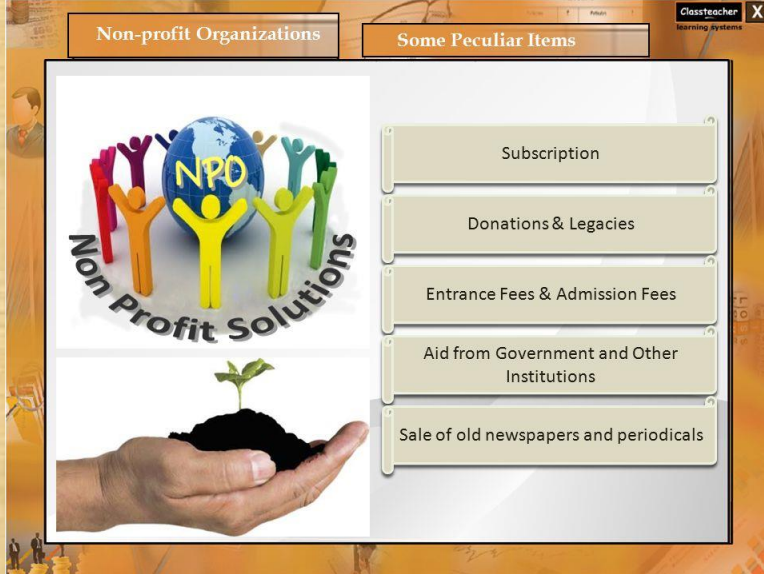 Non-profit Organizations
Some Peculiar Items
Classteacher
learning systems
X
NPO
Non Profit Solutions
Subscription
Donations & Legacies
Entrance Fees & Admission Fees
Aid from Government and Other
Institutions
Sale of old newspapers and periodicals